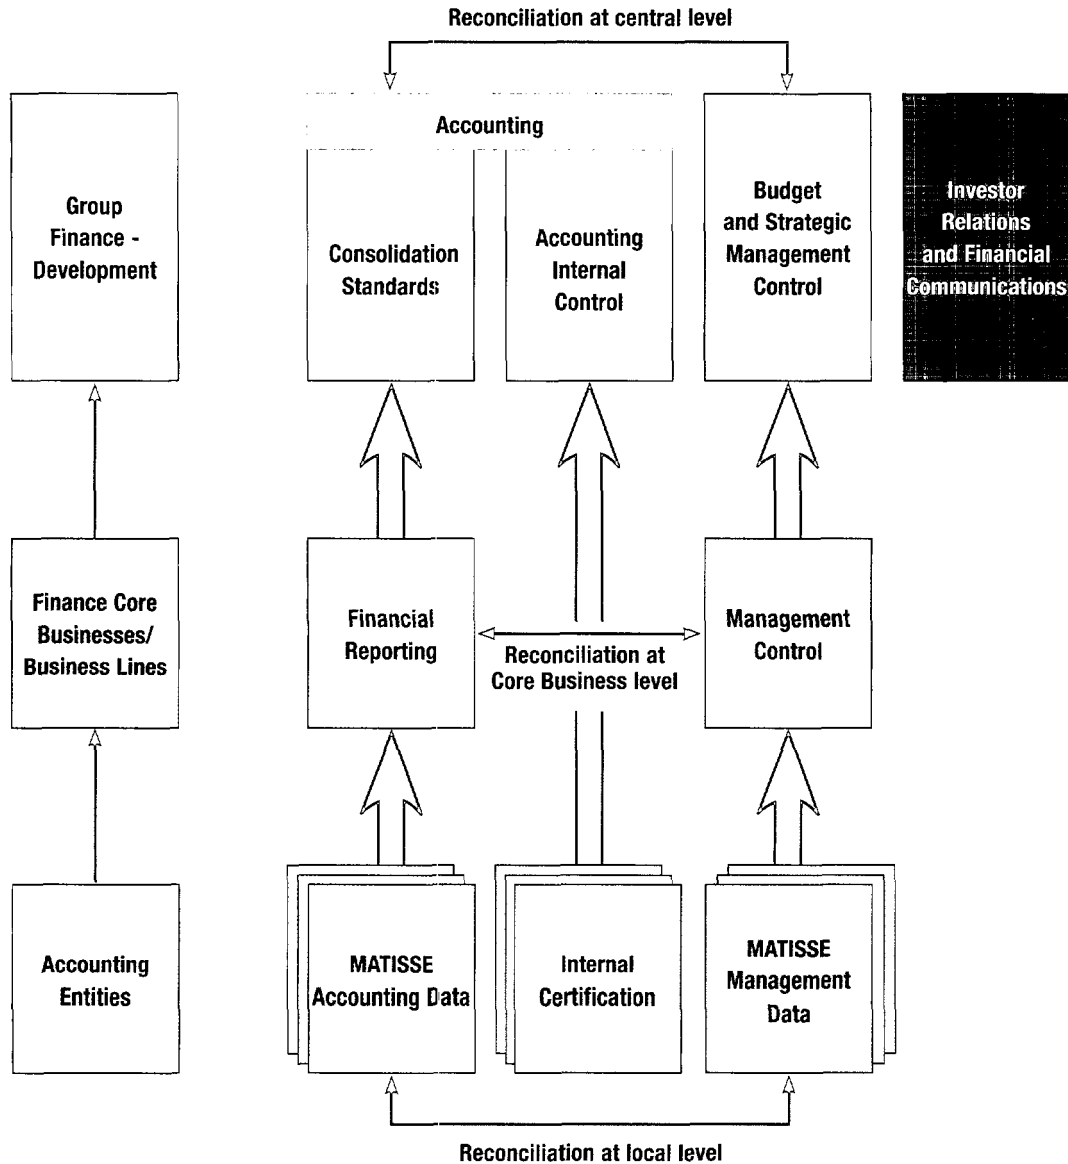 Reconciliation at central level
Accounting
Group
Finance -
Development
Consolidation
Standards
Accounting
Internal
Control
Budget
and Strategic
Management
Control
Investor
Relations
and Financial
Communications
Finance Core
Businesses/
Business Lines
Financial
Reporting
Reconciliation at
Core Business level
Management
Control
Accounting
Entities
MATISSE
Accounting Data
Internal
Certification
MATISSE
Management
Data
Reconciliation at local level